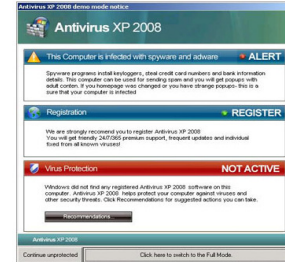 Antivirus XP 2008 demo mode notice
Antivirus XP 2008
This Computer is infected with spyware and adware
ALERT
Spyware programs install keyloggers, steal credit card numbers and bank information
details. This computer can be used for sending spam and you will get popups with
adult conten. If you homepage was changed or you have strange popups- this is a
sure that your computer is infected
Registration
REGISTER
We are strongly recomend you to register Antivirus XP 2008
You will get friendly 24/7/365 premium support, frequent updates and individual
fixed from all known viruses!
Virus Protection
NOT ACTIVE
Windows did not find any registered Antivirus XP 2008 software on this
computer. Antivirus 2008 helps protect your computer against viruses and
other security threats. Click Recommendations for suggested actions you can take.
Recommendations
Antivirus XP 2008
Continue unprotected
Click here to switch to the Full Mode.